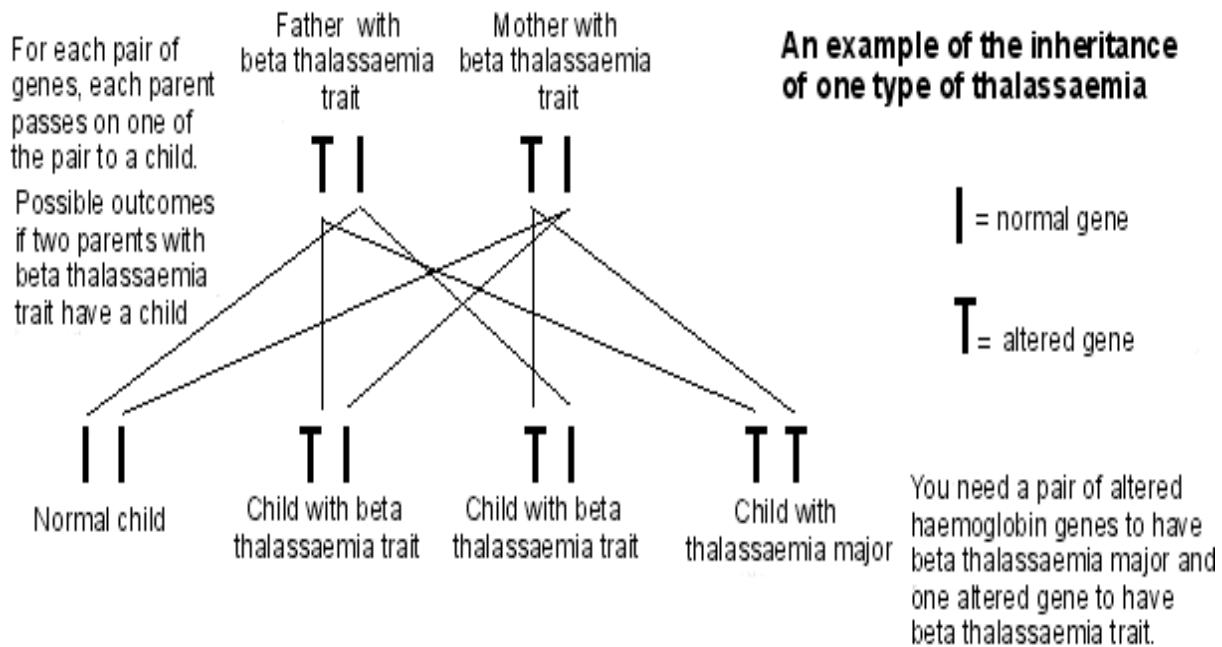 For each pair of
genes, each parent
passes on one of
the pair to a child.
Possible outcomes
if two parents with
beta thalassaemia
trait have a child
Father with
beta thalassaemia
trait
Mother with
beta thalassaemia
trait
An example of the inheritance
of one type of thalassaemia
= normal gene
= altered gene
Normal child
Child with beta
thalassaemia trait
Child with beta
thalassaemia trait
Child with
thalassaemia major
You need a pair of altered
haemoglobin genes to have
beta thalassaemia major and
one altered gene to have
beta thalassaemia trait.